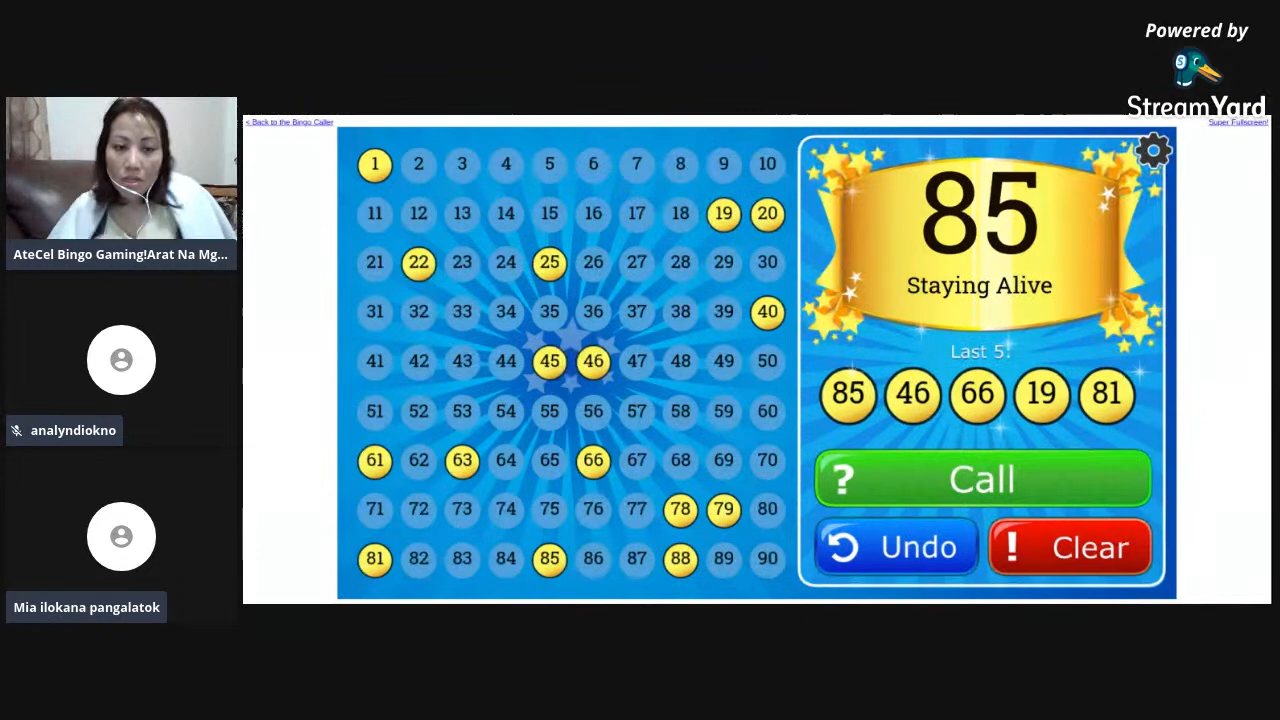 Powered by
StreamYard
< Back to the Bingo Caller
Super Fullscreen!
AteCel Bingo Gaming!Arat Na Mg...
analyndiokno
Mia ilokana pangalatok
1 2 3 4 5 6 7 8 9 10
11 12 13 14 15 16 17 18 19 20
21 22 23 24 25 26 27 28 29 30
31 32 33 34 35 36 37 38 39 40
41 42 43 44 45 46 47 48 49 50
51 52 53 54 55 56 57 58 59 60
61 62 63 64 65 66 67 68 69 70
71 72 73 74 75 76 77 78 79 80
81 82 83 84 85 86 87 88 89 90
85
Staying Alive
Last 5:
85 46 66 19 81
? Call
Undo
! Clear